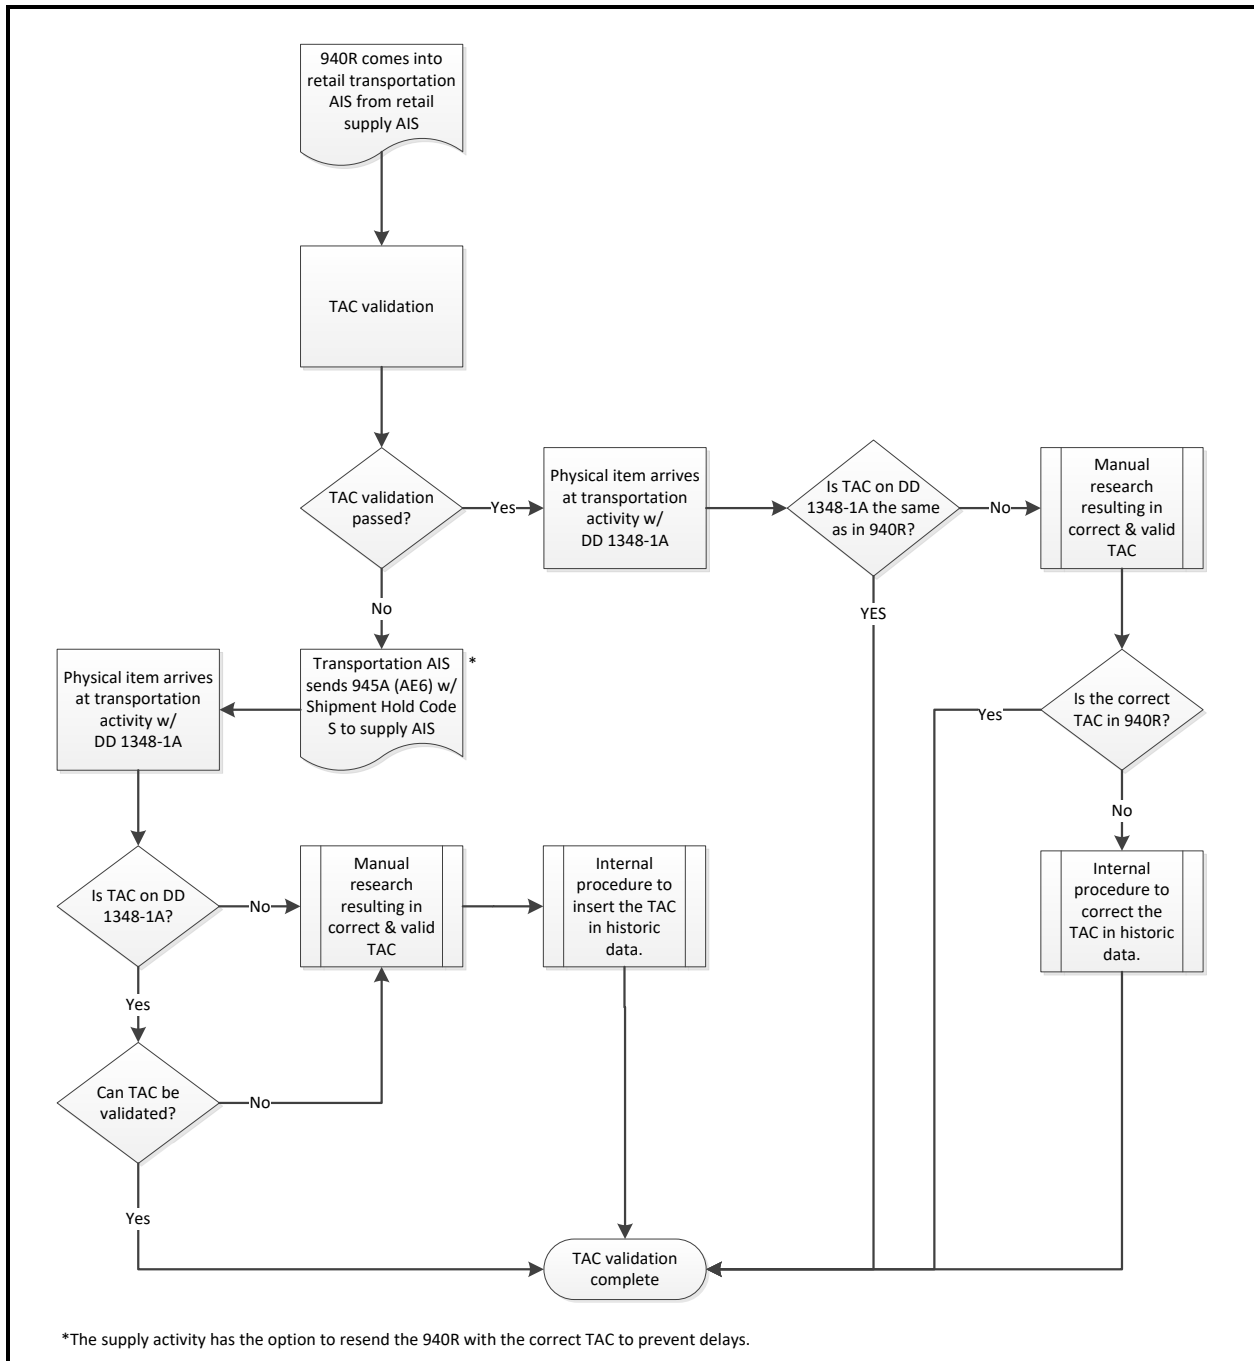 940R comes into
retail transportation
AIS from retail
supply AIS
TAC validation
TAC validation
passed?
Yes
Physical item arrives
at transportation
activity w/
DD 1348-1A
Is TAC on DD
1348-1A the same
as in 940R?
No
Manual
research
resulting in
correct & valid
TAC
No
YES
Transportation AIS
sends 945A (AE6) w/
Shipment Hold Code
S to supply AIS
*
Physical item arrives
at transportation
activity w/
DD 1348-1A
Is the correct
TAC in 940R?
Yes
No
Is TAC on DD
1348-1A?
No
Manual
research
resulting in
correct & valid
TAC
Internal
procedure to
insert the TAC
in historic
data.
Internal
procedure to
correct the
TAC in historic
data.
Yes
Can TAC be
validated?
No
Yes
TAC validation
complete
*The supply activity has the option to resend the 940R with the correct TAC to prevent delays.